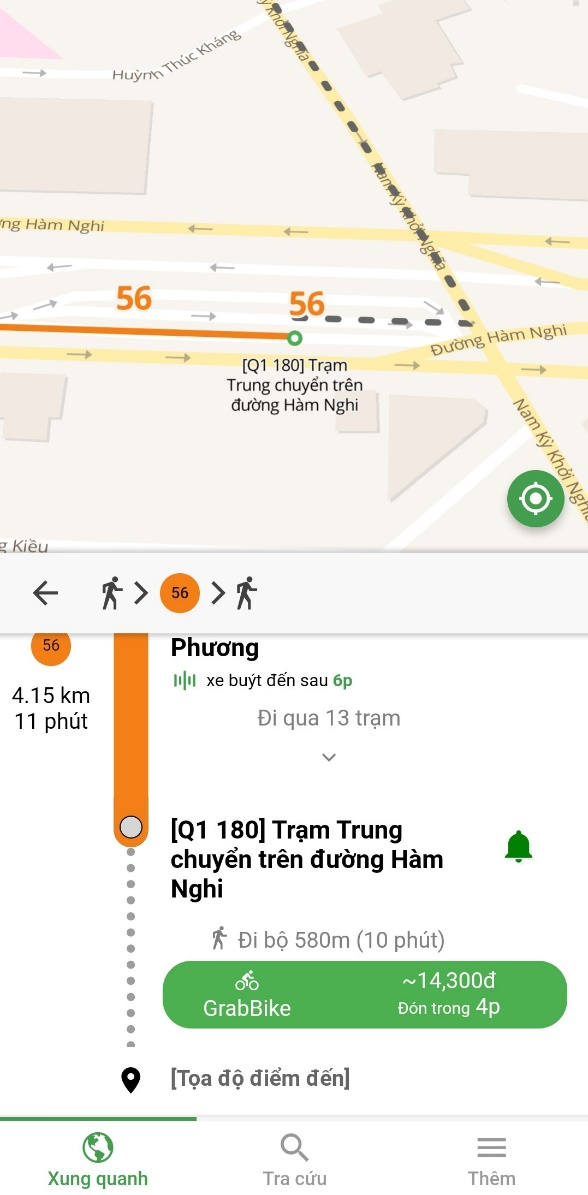 Kỳ Khởi Nghĩa
Huỳnh Thúc Kháng
Nam Kỳ Khởi Nghĩa
Hàm Nghi
56
56
Đường Hàm Nghi
[Q1 180] Trạm
Trung chuyển trên
đường Hàm Nghi
Nam Kỳ Khởi Nghĩa
Kiều
56
56
Phương
4.15 km
11 phút
xe buýt đến sau 6p
Đi qua 13 trạm
[Q1 180] Trạm Trung
chuyển trên đường Hàm
Nghi
Đi bộ 580m (10 phút)
GrabBike
~14,300đ
Đón trong 4p
[Tọa độ điểm đến]
Xung quanh
Tra cứu
Thêm